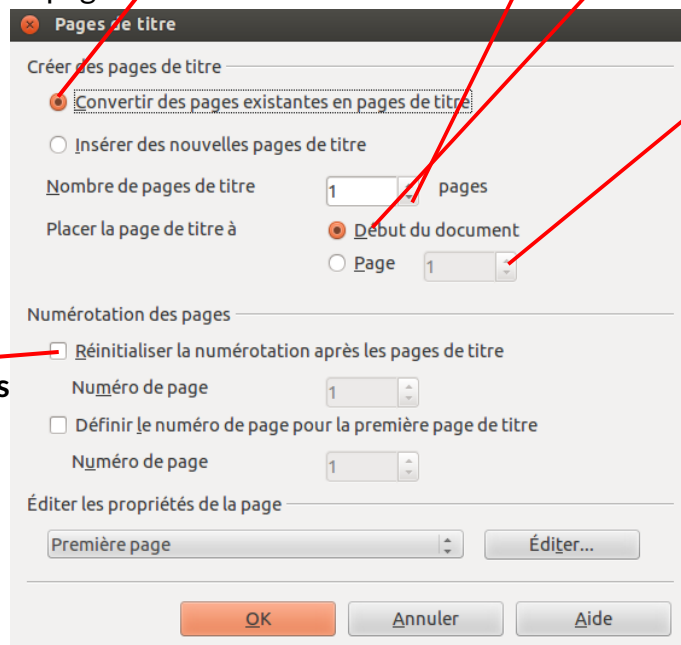 Pages de titre
Créer des pages de titre
Convertir des pages existantes en pages de titre
Insérer des nouvelles pages de titre
Nombre de pages de titre 1 pages
Placer la page de titre à Début du document
Page 1
Numérotation des pages
Réinitialiser la numérotation après les pages de titre
s
Numéro de page 1
Définir le numéro de page pour la première page de titre
Numéro de page 1
Éditer les propriétés de la page
Première page Éditer...
OK Annuler Aide